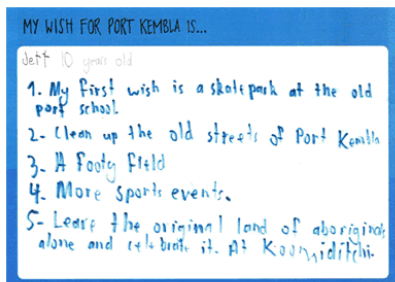 MY WISH FOR PORT KEMBLA IS...
Jett 10 years old
1. My first wish is a skatepark at the old
port school
2- Clean up the old streets of Port Kembla
3- A Footy Field
4. More sports events.
5- Leave the original land of aboriginals
alone and celebrate it. At Koomiditchi.